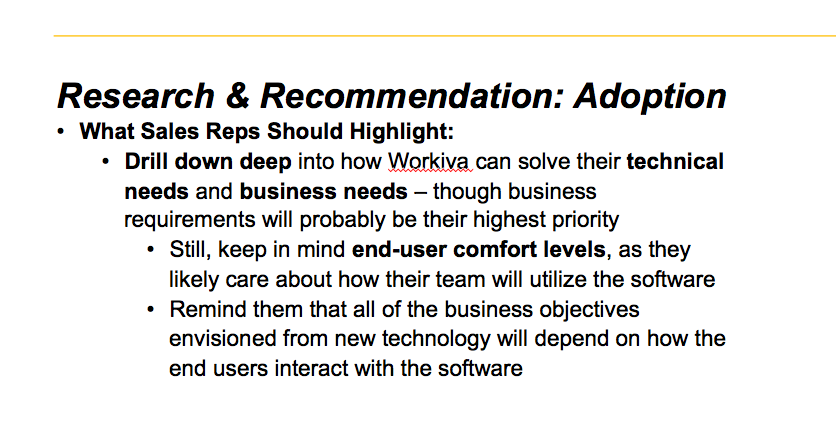 Research & Recommendation: Adoption
• What Sales Reps Should Highlight:
• Drill down deep into how Workiva can solve their technical
needs and business needs – though business
requirements will probably be their highest priority
• Still, keep in mind end-user comfort levels, as they
likely care about how their team will utilize the software
• Remind them that all of the business objectives
envisioned from new technology will depend on how the
end users interact with the software